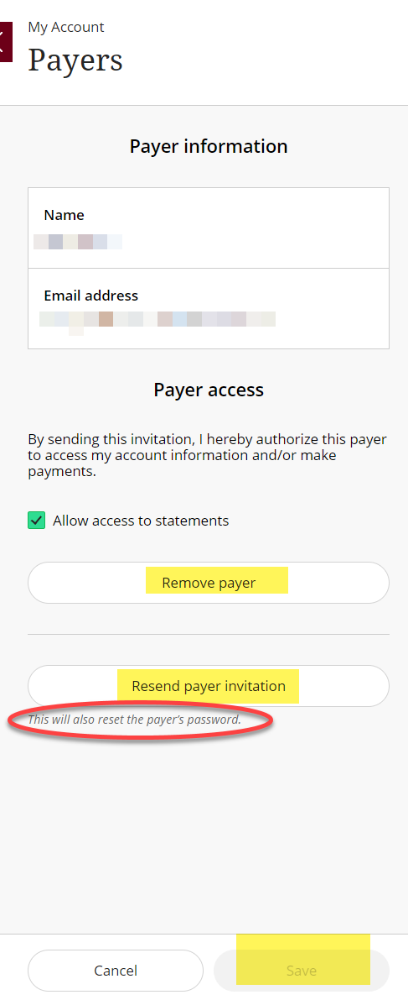 My Account
Payers
Payer information
Name
Email address
Payer access
By sending this invitation, I hereby authorize this payer
to access my account information and/or make
payments.
Allow access to statements
Remove payer
Resend payer invitation
This will also reset the payer's password.
Cancel
Save